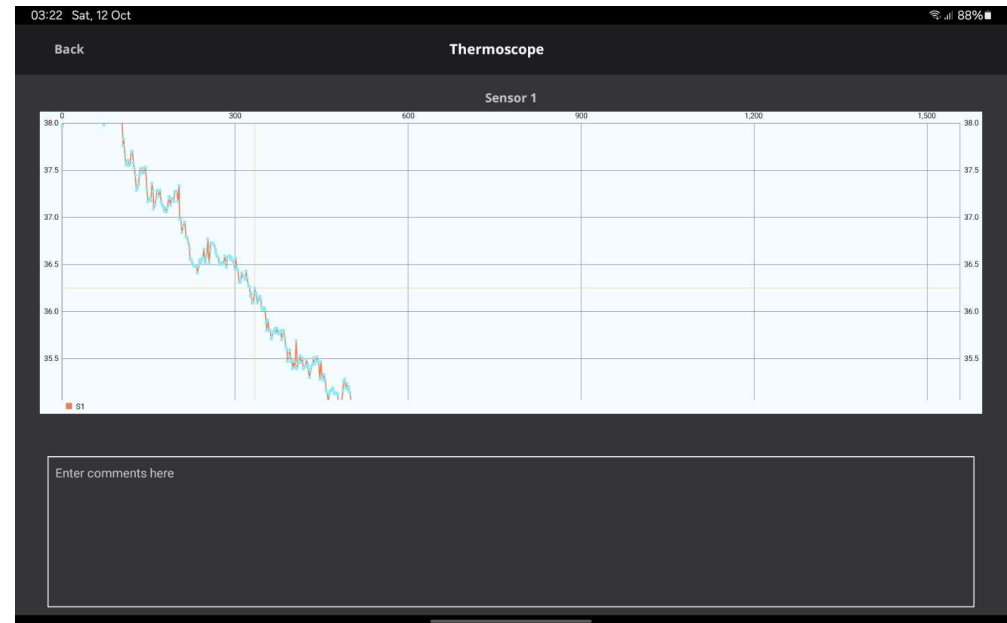 03:22 Sat, 12 Oct 88%
Back Thermoscope
Sensor 1
0 300 600 900 1,200 1,500
38.0 38.0
37.5 37.5
37.0 37.0
36.5 36.5
36.0 36.0
35.5 35.5
S1
Enter comments here